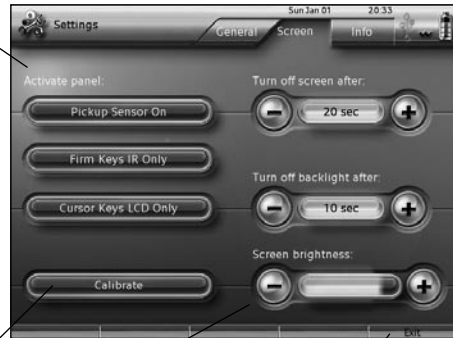 Sun Jan 01 20:33
Settings
General Screen Info
Activate panel:
Pickup Sensor On
Firm Keys IR Only
Cursor Keys LCD Only
Calibrate
Turn off screen after:
20 sec
Turn off backlight after:
10 sec
Screen brightness:
Exit